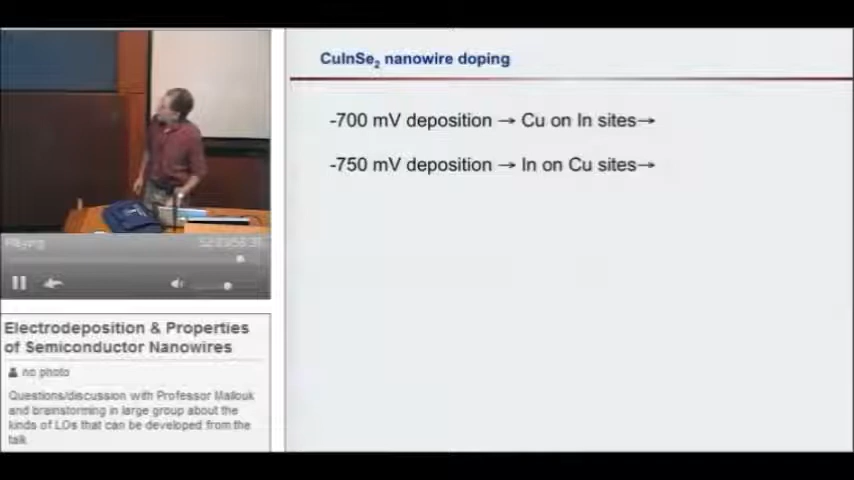 CuInSe2 nanowire doping
-700 mV deposition → Cu on In sites→
-750 mV deposition → In on Cu sites→
Playing
Electrodeposition & Properties
of Semiconductor Nanowires
no photo
Questions/discussion with Professor Mallouk
and brainstorming in large group about the
kinds of LOs that can be developed from the
talk